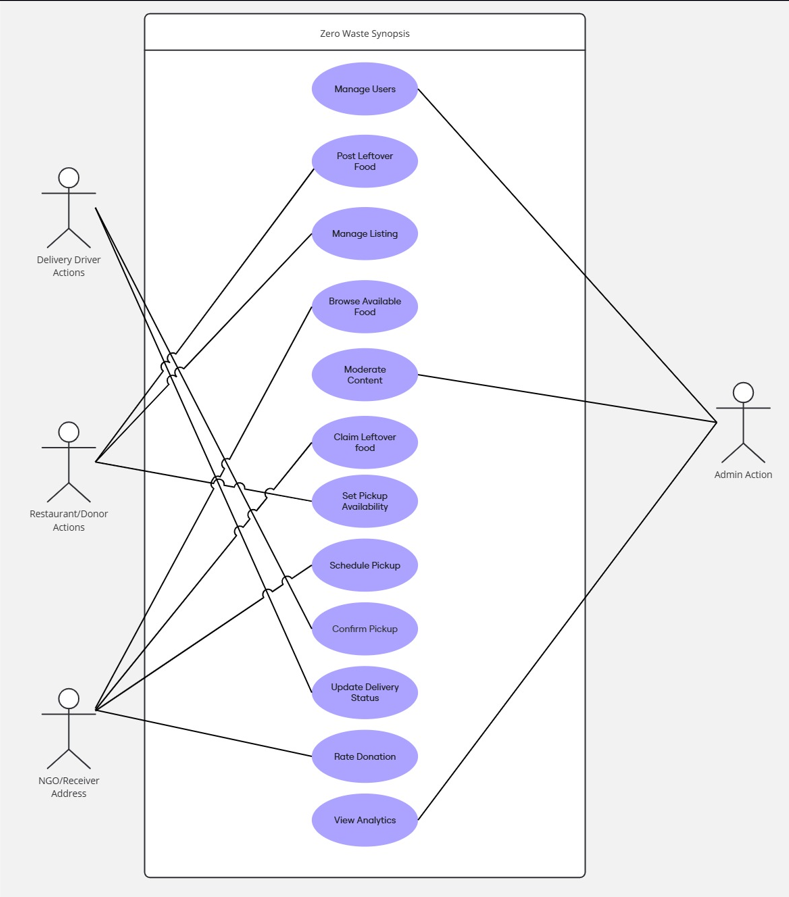 Zero Waste Synopsis
Manage Users
Post Leftover
Food
Manage Listing
Delivery Driver
Actions
Browse Available
Food
Moderate
Content
Claim Leftover
food
Admin Action
Set Pickup
Availability
Restaurant/Donor
Actions
Schedule Pickup
Confirm Pickup
Update Delivery
Status
Rate Donation
NGO/Receiver
Address
View Analytics